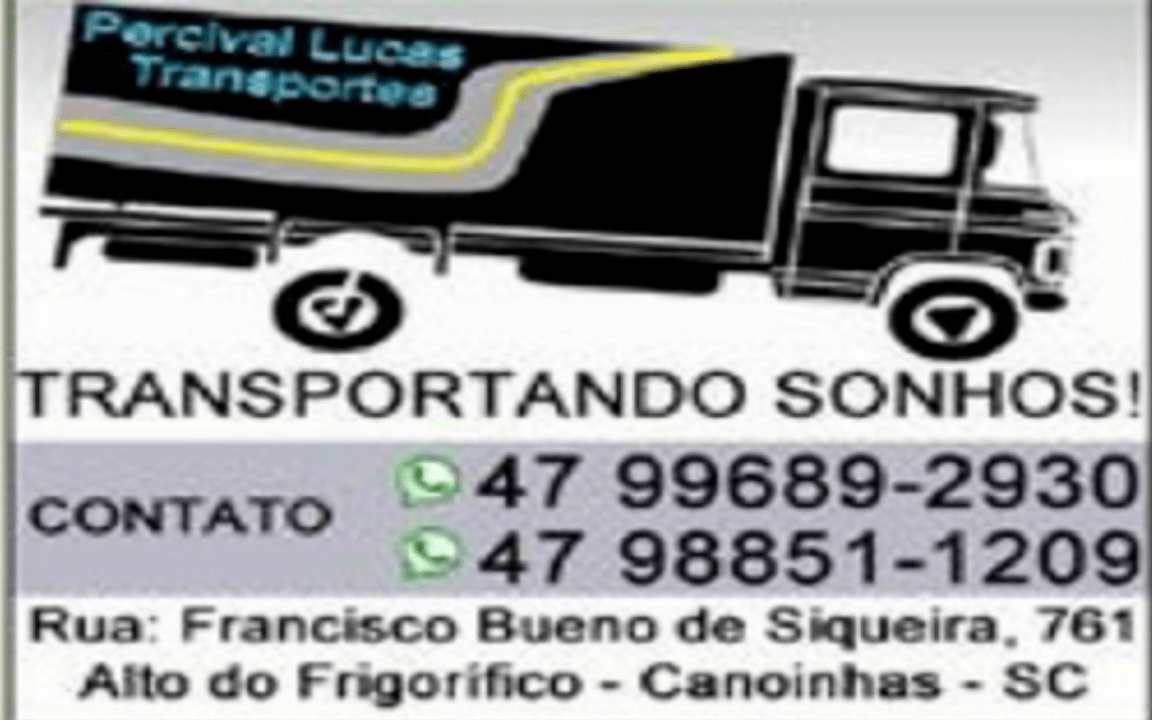 Percival Lucas
Transportes
TRANSPORTANDO SONHOS!
CONTATO
47 99689-2930
47 98851-1209
Rua: Francisco Bueno de Siqueira, 761
Alto do Frigorífico - Canoinhas - SC